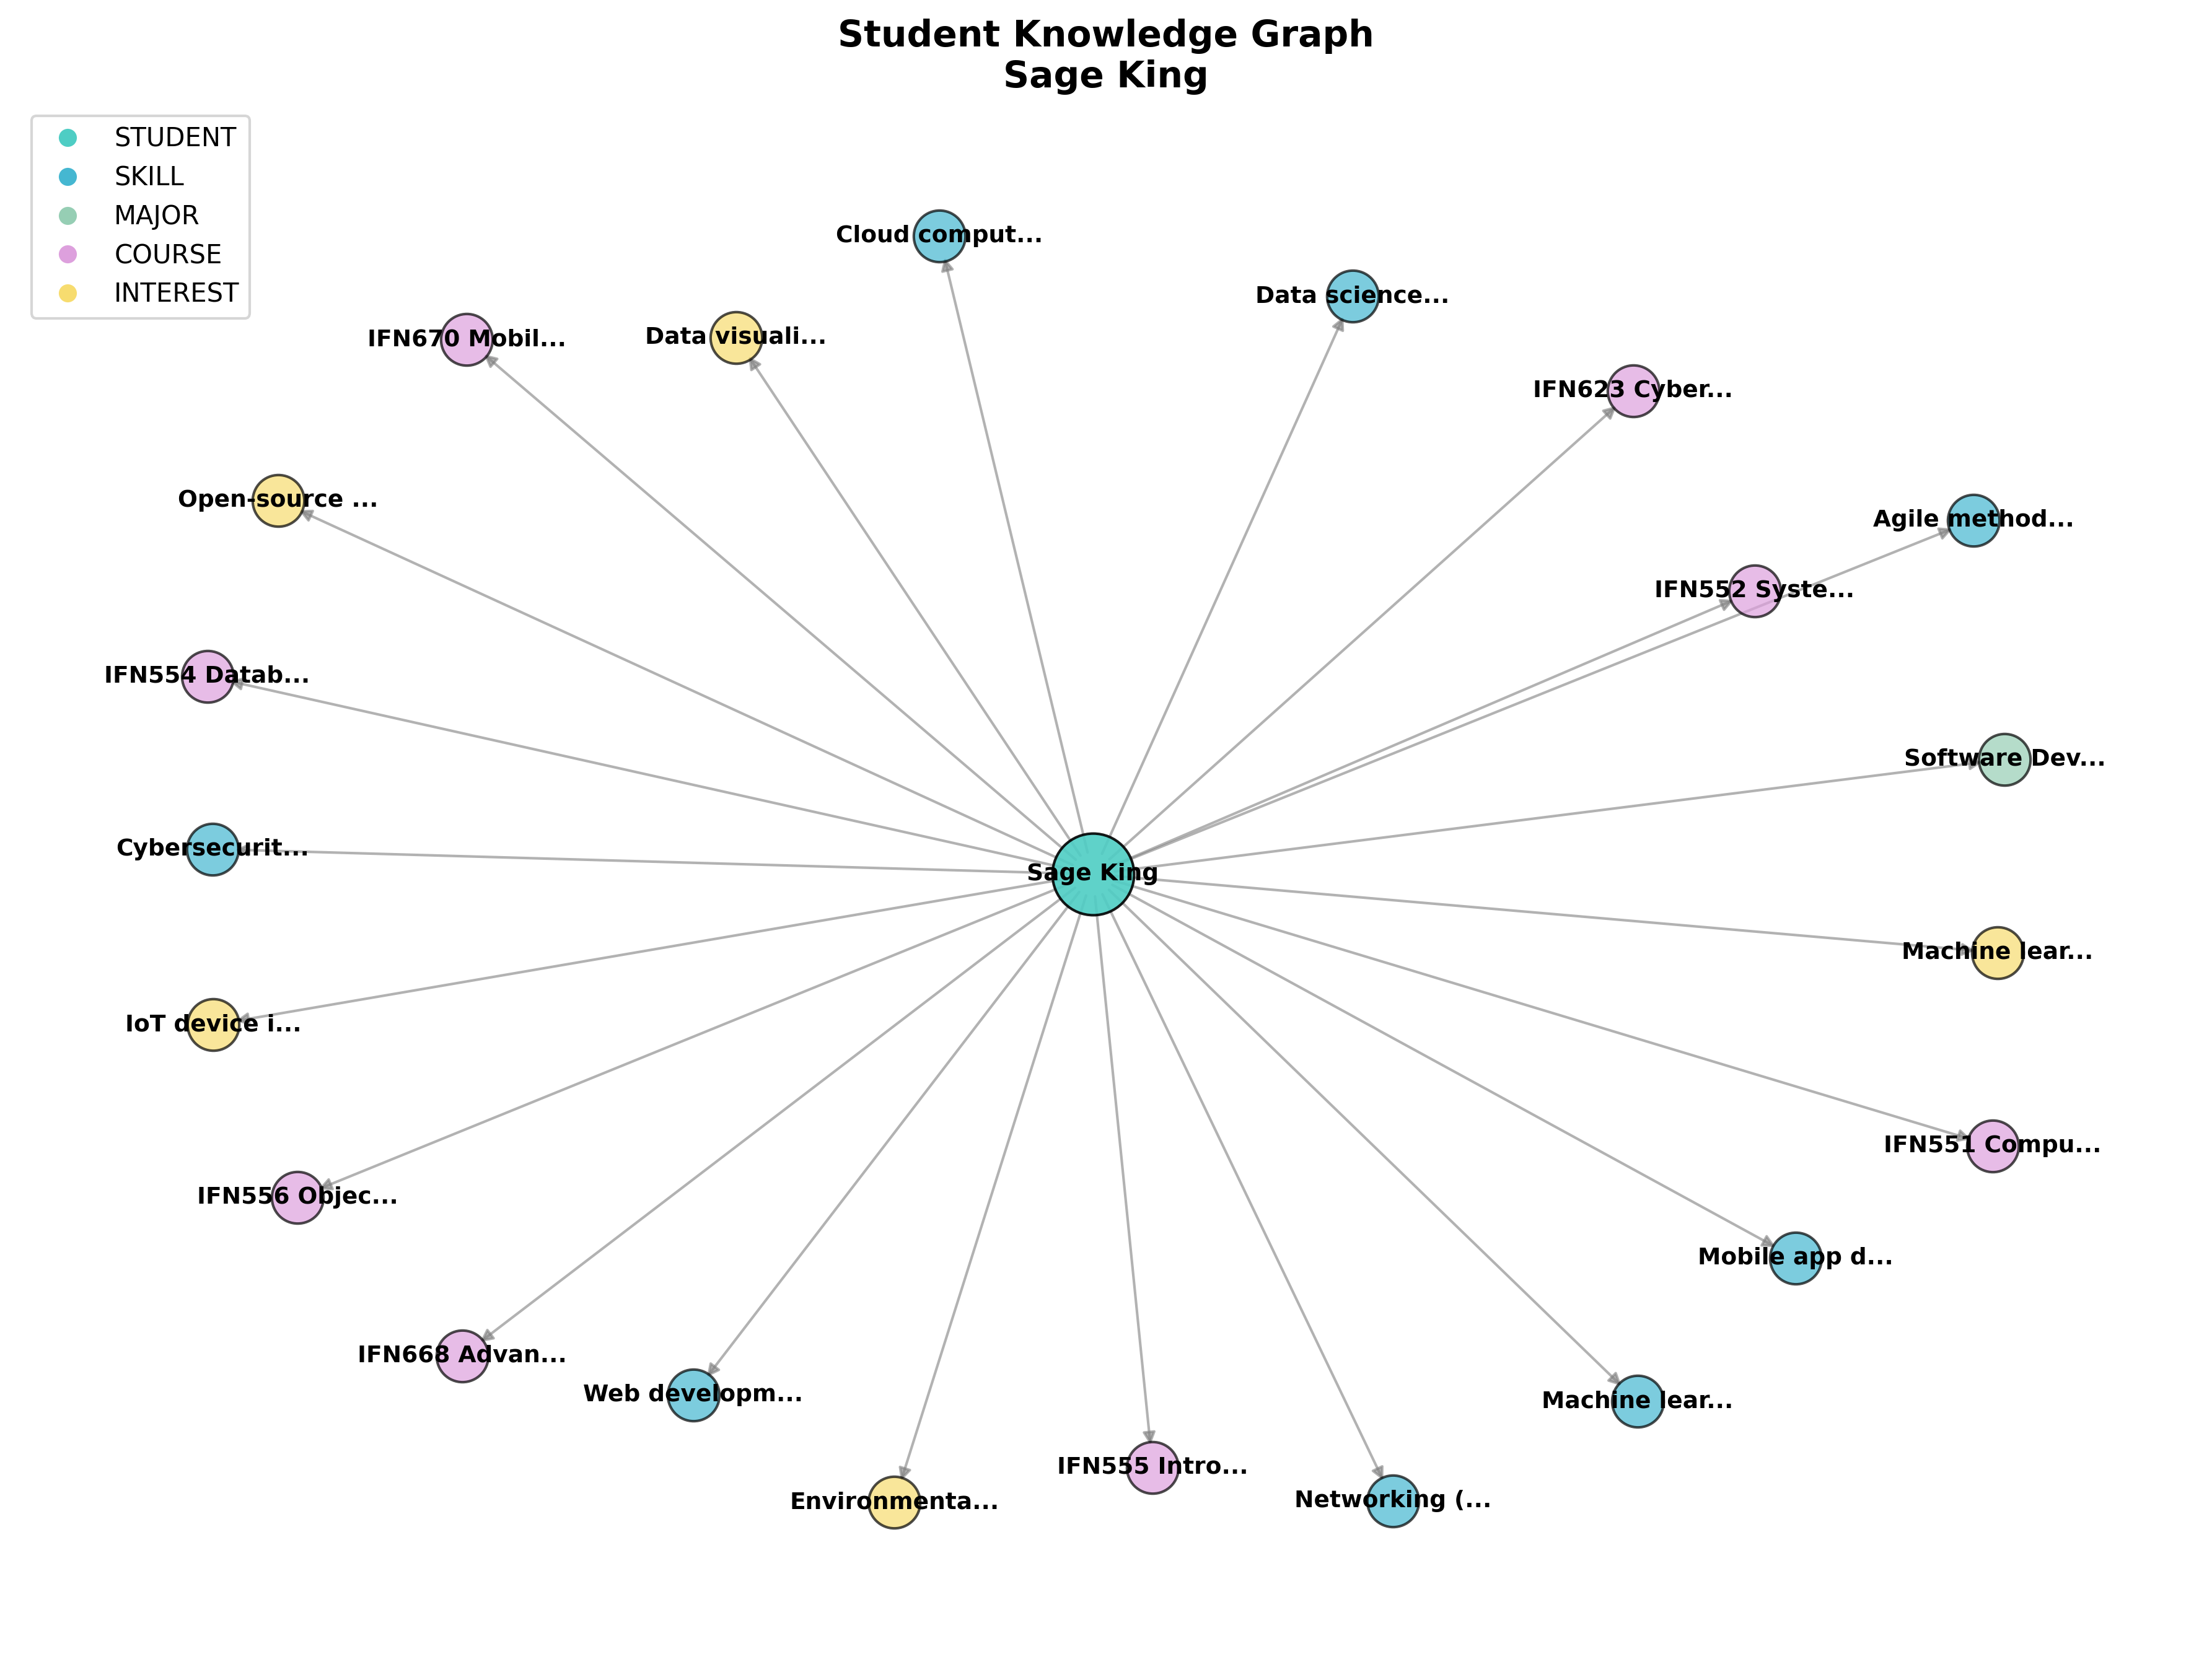 Student Knowledge Graph
Sage King
STUDENT
SKILL
MAJOR
COURSE
INTEREST
Cloud comput...
Data science...
IFN670 Mobil...
Data visuali...
IFN623 Cyber...
Open-source ...
Agile method...
IFN552 Syste...
IFN554 Datab...
Software Dev...
Cybersecurit...
Sage King
Machine lear...
IoT device i...
IFN551 Compu...
IFN556 Objec...
Mobile app d...
IFN668 Advan...
Web developm...
Machine lear...
Environmenta...
IFN555 Intro...
Networking (...